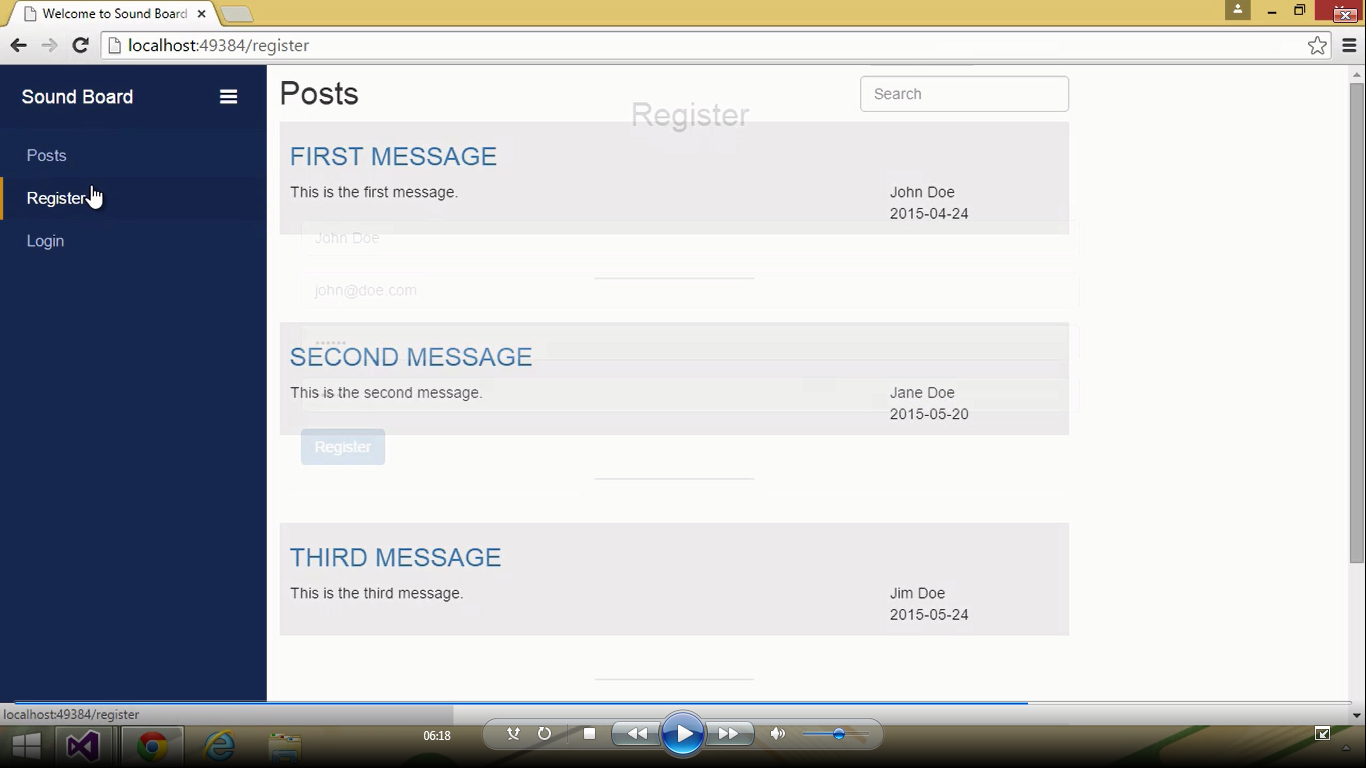 Welcome to Sound Board
localhost:49384/register
Sound Board
Posts
Register
Login
Posts
Search
Register
FIRST MESSAGE
This is the first message.
John Doe
2015-04-24
John Doe
john@doe.com
SECOND MESSAGE
This is the second message.
Jane Doe
2015-05-20
Register
THIRD MESSAGE
This is the third message.
Jim Doe
2015-05-24
localhost:49384/register
06:18